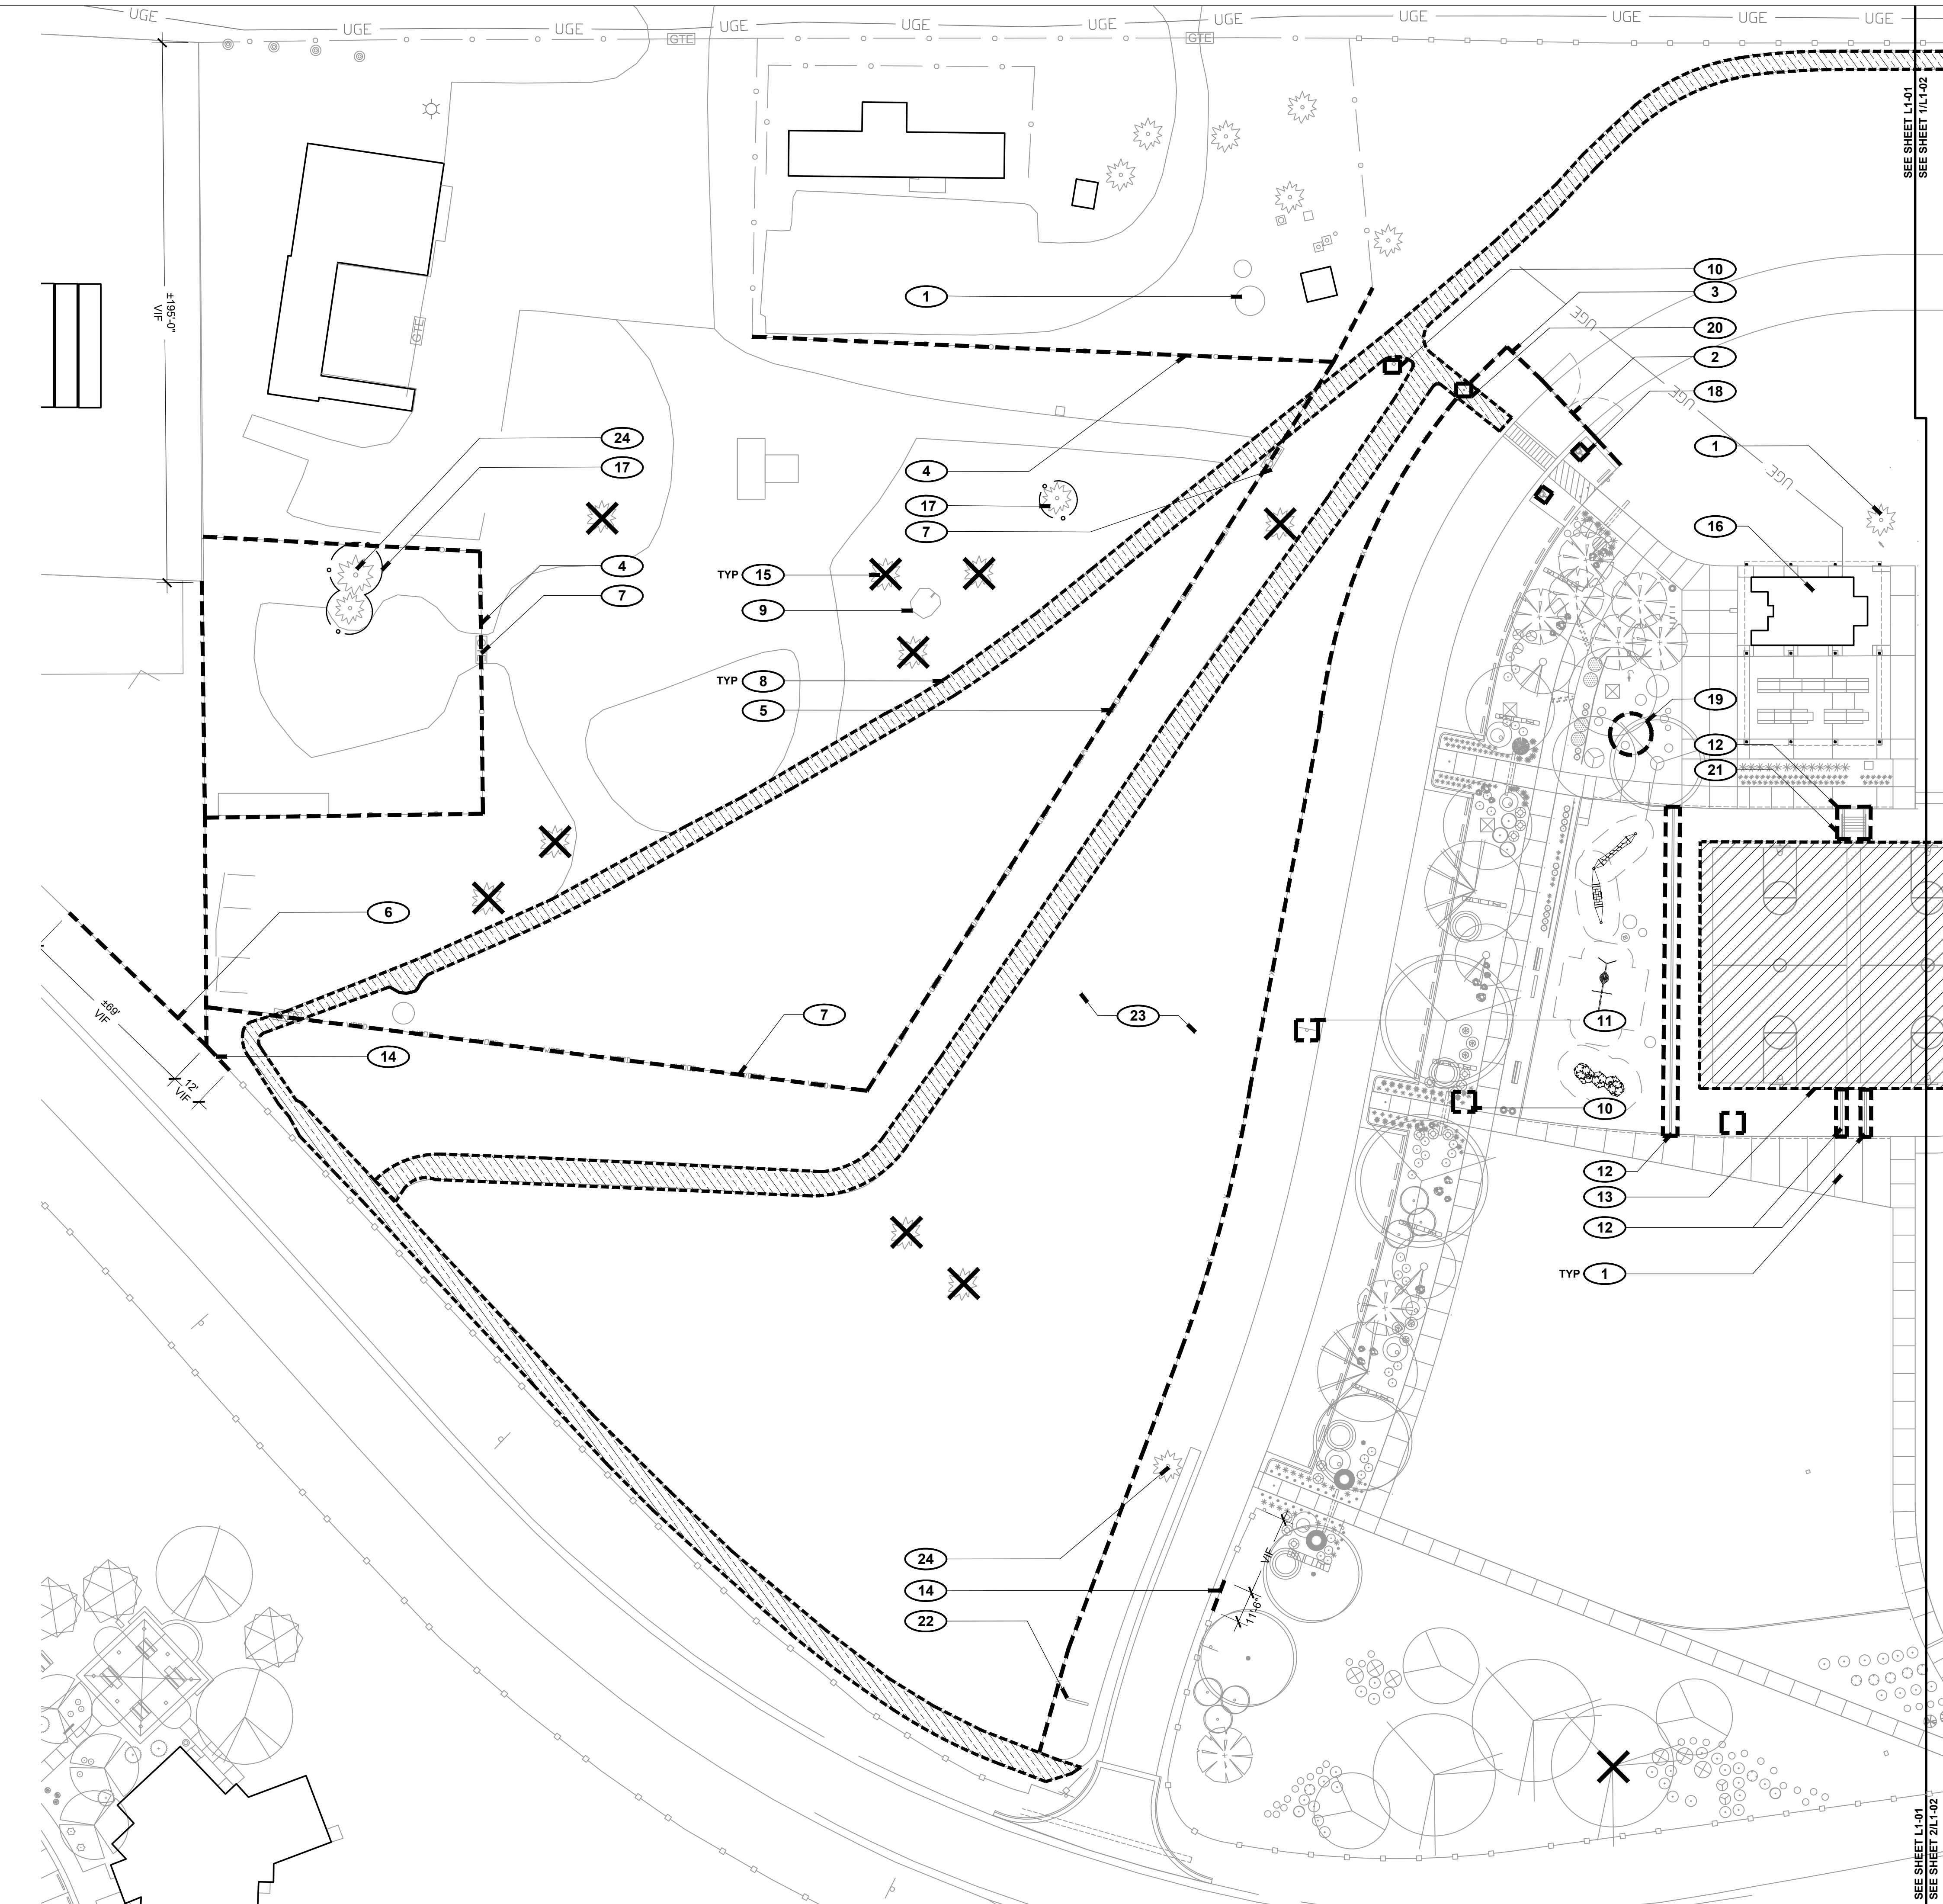 UGE
UGE
UGE
UGE
UGE
UGE
UGE
UGE
UGE
UGE
UGE
GTE
GTE
SEE SHEET L1-01
SEE SHEET 1/L1-02
10
1
3
±195'-0"
VIF
UGE
20
GTE
2
UGE
18
24
1
17
4
UGE
17
16
7
4
TYP 15
7
9
TYP 8
19
5
12
21
6
±69'
VIF
7
23
11
14
12'
VIF
10
12
13
12
TYP 1
24
VIF
14
11'-6"
22
SEE SHEET L1-01
SEE SHEET 2/L1-02